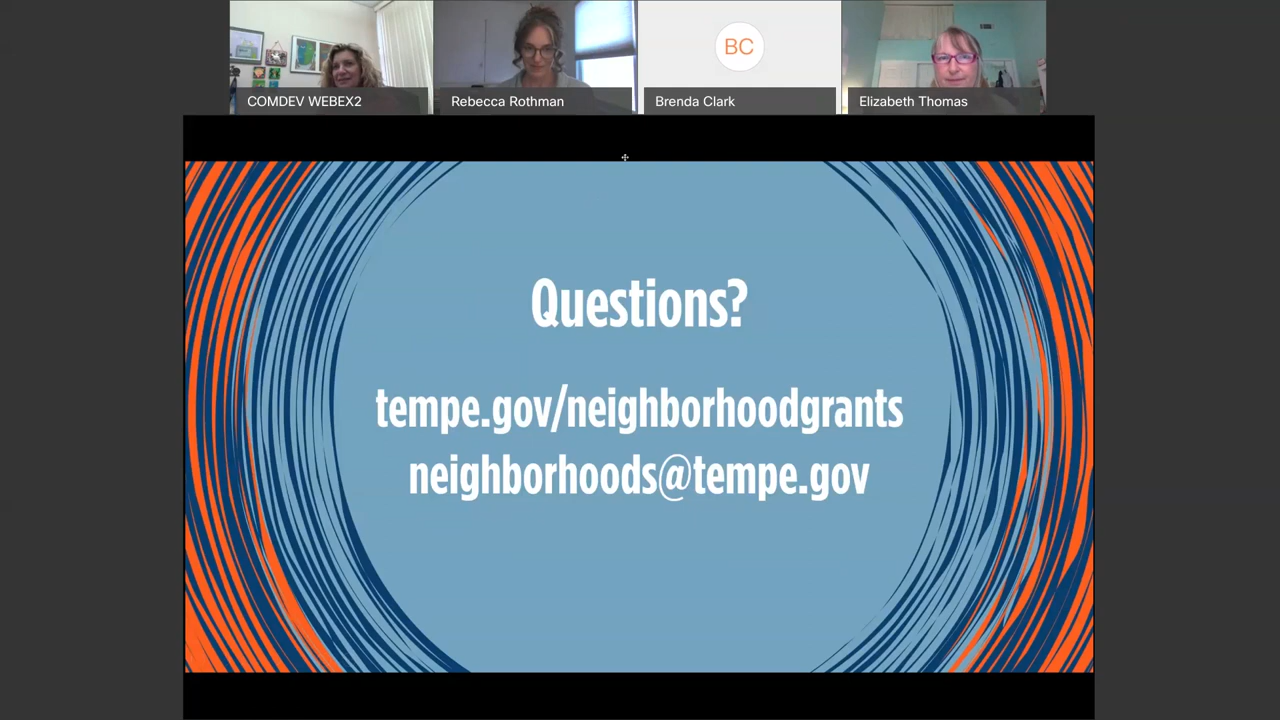 COMDEV WEBEX2
Rebecca Rothman
BC
Brenda Clark
Elizabeth Thomas
Questions?
tempe.gov/neighborhoodgrants
neighborhoods@tempe.gov